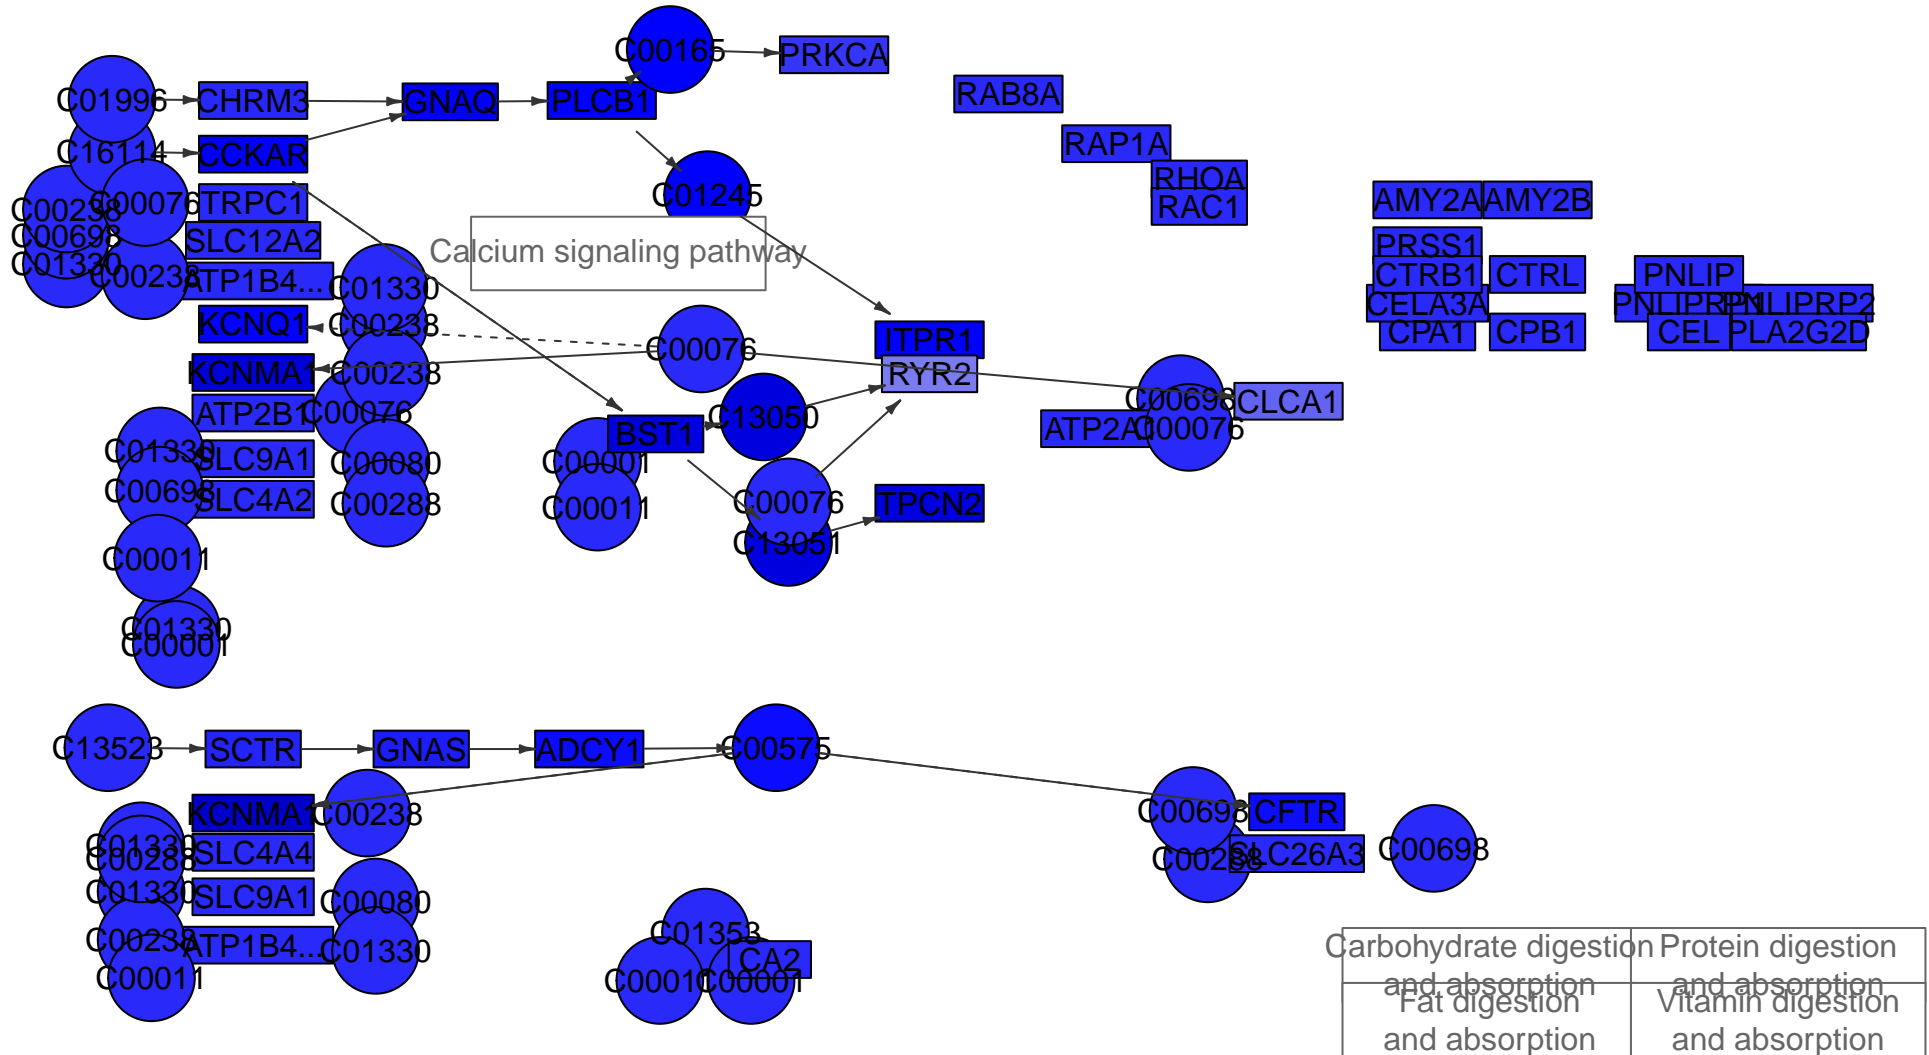 C00165
PRKCA
C01996
CHRM3
GNAQ
PLCB1
RAB8A
C16114
CCKAR
RAP1A
RHOA
RAC1
C00238
C00076
TRPC1
C01245
AMY2A
AMY2B
C00698
SLC12A2
Calcium signaling pathway
PRSS1
C01330
C00238
ATP1B4...
C01330
CTRB1
CTRL
PNLIP
CELA3A
PNLIPRP1
PNLIPRP2
KCNQ1
C00238
C00076
ITPR1
CPA1
CPB1
CEL
PLA2G2D
KCNMA1
C00238
RYR2
C00698
CLCA1
ATP2B1
C00076
C13050
BST1
ATP2A
C00076
C01330
SLC9A1
C00080
C00001
C00698
SLC4A2
C00288
C00011
C00076
TPCN2
C13051
C00011
C01330
C00001
C13523
SCTR
GNAS
ADCY1
C00575
KCNMA1
C00238
C00698
CFTR
C01330
C00288
SLC4A4
C00288
SLC26A3
C00698
C01330
SLC9A1
C00080
C01353
C00238
ATP1B4...
C01330
CA2
C00011
C00001
C00011
Carbohydrate digestion
and absorption
Protein digestion
and absorption
Fat digestion
and absorption
Vitamin digestion
and absorption